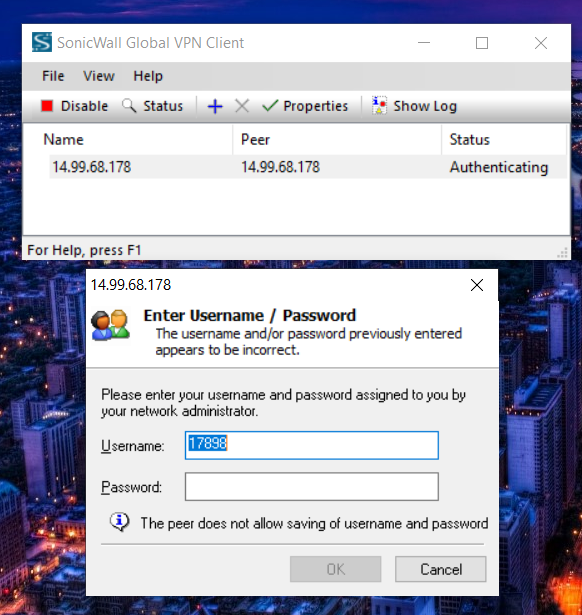 SonicWall Global VPN Client
File View Help
Disable Status Properties Show Log
Name Peer Status
14.99.68.178 14.99.68.178 Authenticating
For Help, press F1
14.99.68.178
Enter Username / Password
The username and/or password previously entered
appears to be incorrect.
Please enter your username and password assigned to you by
your network administrator.
Username: 17898
Password:
The peer does not allow saving of username and password
OK Cancel